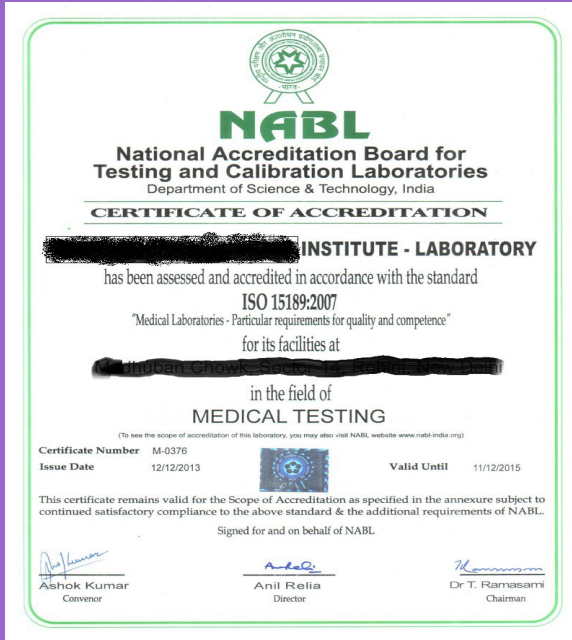 NABL
National Accreditation Board for
Testing and Calibration Laboratories
Department of Science & Technology, India
CERTIFICATE OF ACCREDITATION
INSTITUTE - LABORATORY
has been assessed and accredited in accordance with the standard
ISO 15189:2007
"Medical Laboratories - Particular requirements for quality and competence"
for its facilities at
in the field of
MEDICAL TESTING
(To see the scope of accreditation of this laboratory, you may also visit NABL website www.nabl-india.org)
Certificate Number M-0376
Issue Date 12/12/2013 Valid Until 11/12/2015
This certificate remains valid for the Scope of Accreditation as specified in the annexure subject to
continued satisfactory compliance to the above standard & the additional requirements of NABL.
Signed for and on behalf of NABL
Ashok Kumar Anil Relia Dr T. Ramasami
Convenor Director Chairman